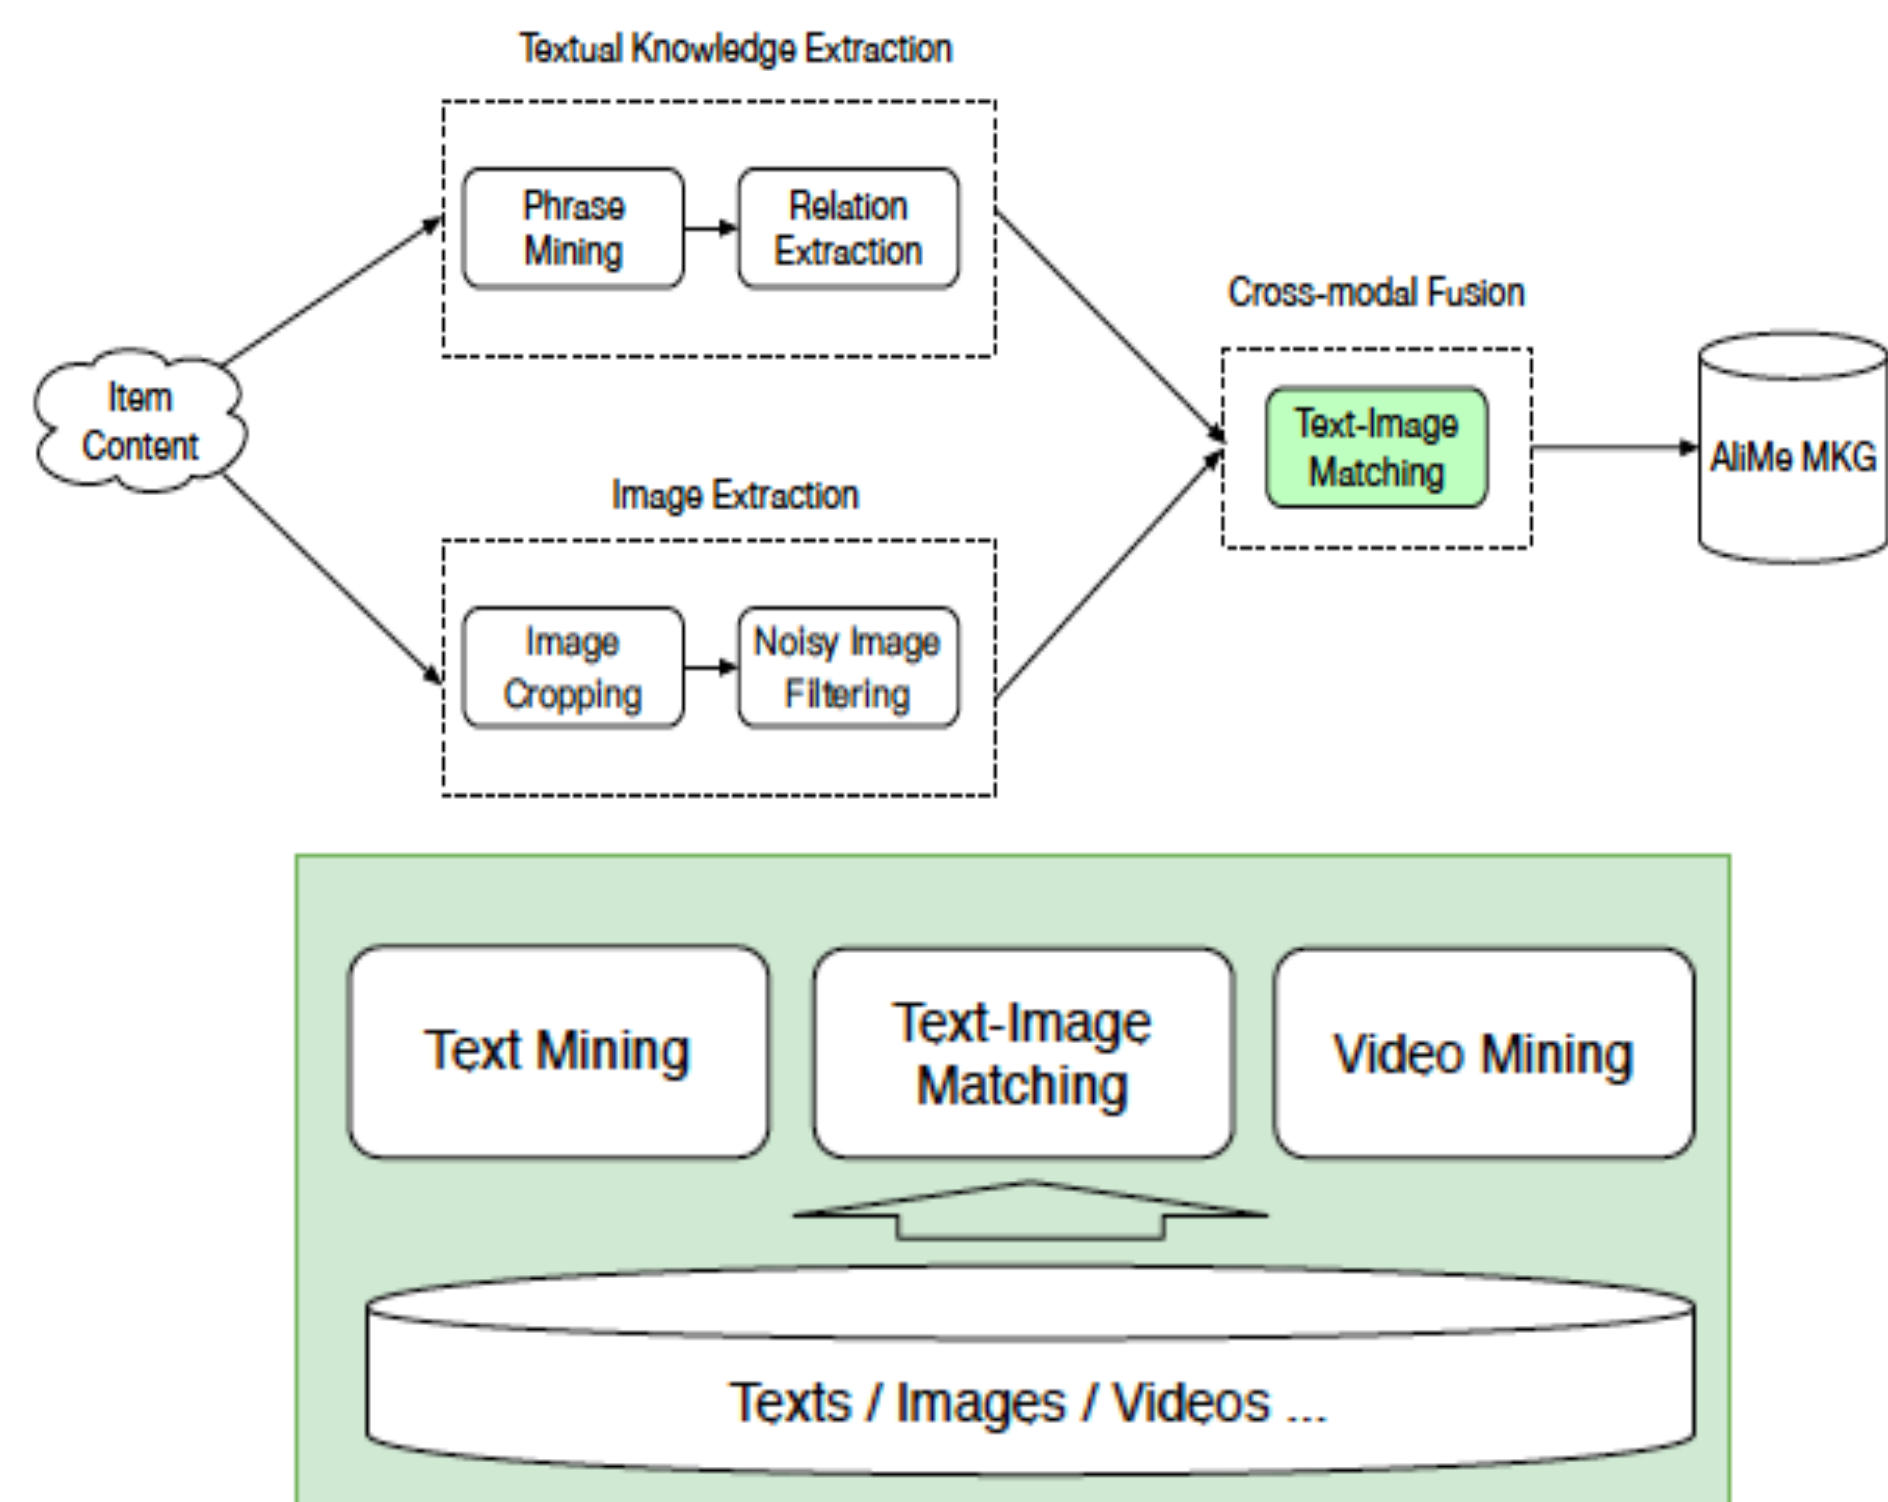 Textual Knowledge Extraction
Phrase
Mining
Relation
Extraction
Cross-modal Fusion
Item
Content
Text-Image
Matching
AliMe MKG
Image Extraction
Image
Cropping
Noisy Image
Filtering
Text Mining
Text-Image
Matching
Video Mining
Texts / Images / Videos ...